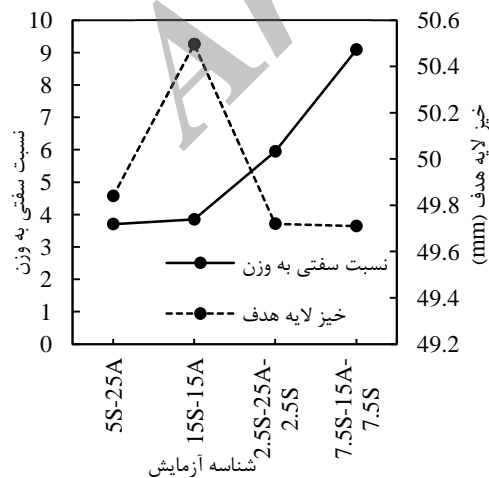 10
9
8
7
6
5
4
3
2
1
0
نسبت سفتی به وزن
50.6
50.4
50.2
50
49.8
49.6
49.4
49.2
خیز لایه هدف (mm)
نسبت سفتی به وزن
خیز لایه هدف
5S-25A
15S-15A
2.5S-25A-
2.5S
7.5S-15A-
7.5S
شناسه آزمایش